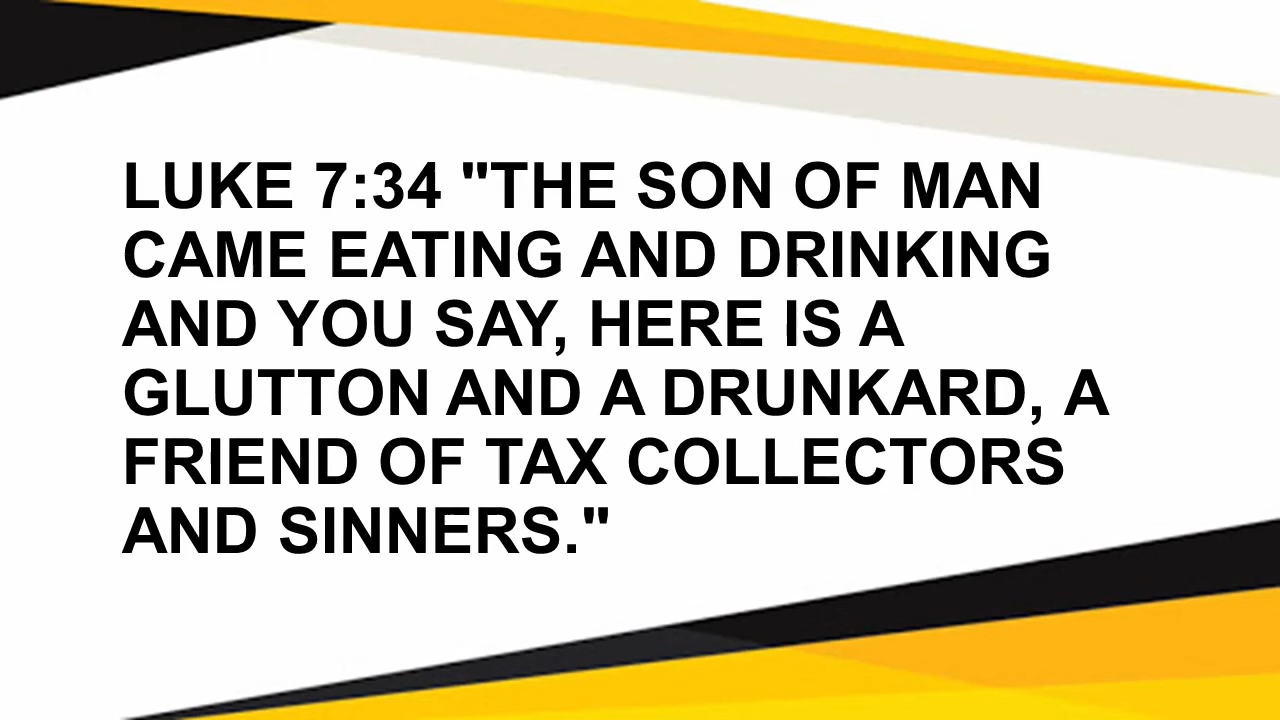 LUKE 7:34 "THE SON OF MAN
CAME EATING AND DRINKING
AND YOU SAY, HERE IS A
GLUTTON AND A DRUNKARD, A
FRIEND OF TAX COLLECTORS
AND SINNERS."